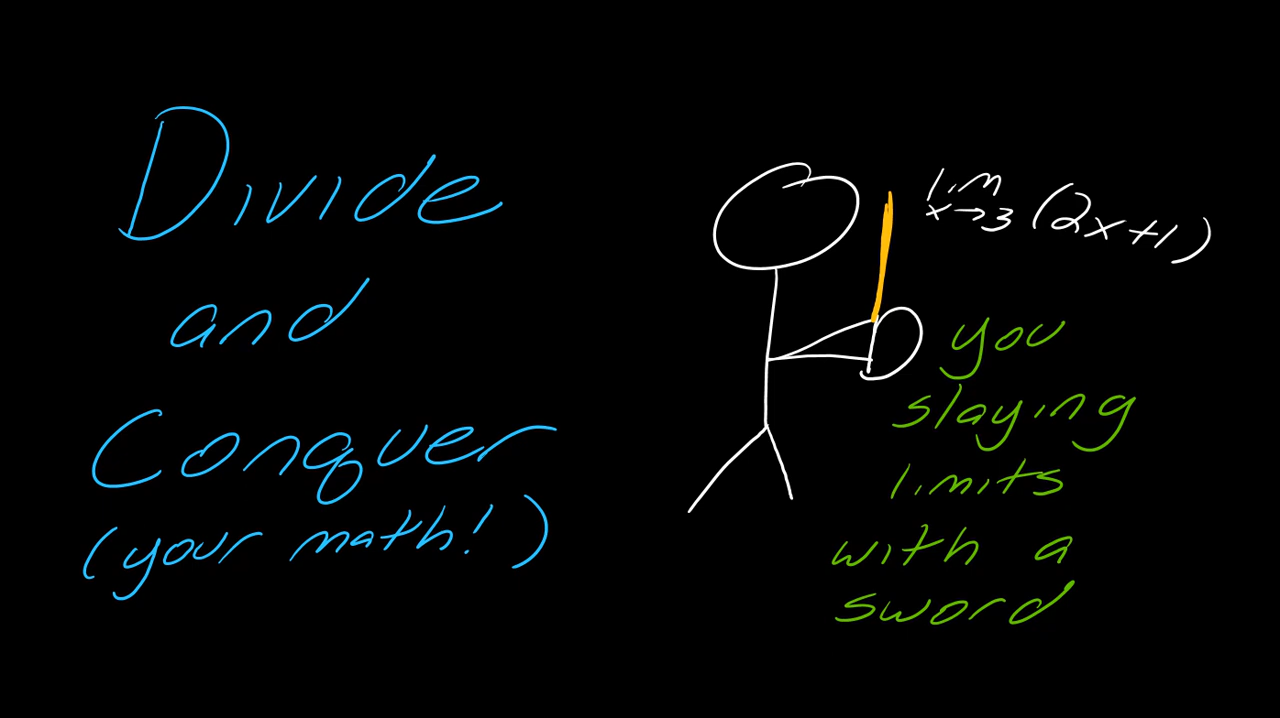 Divide
and
Conquer
(your math!)
lim
x→3 (2x+1)
you
slaying
limits
with a
sword